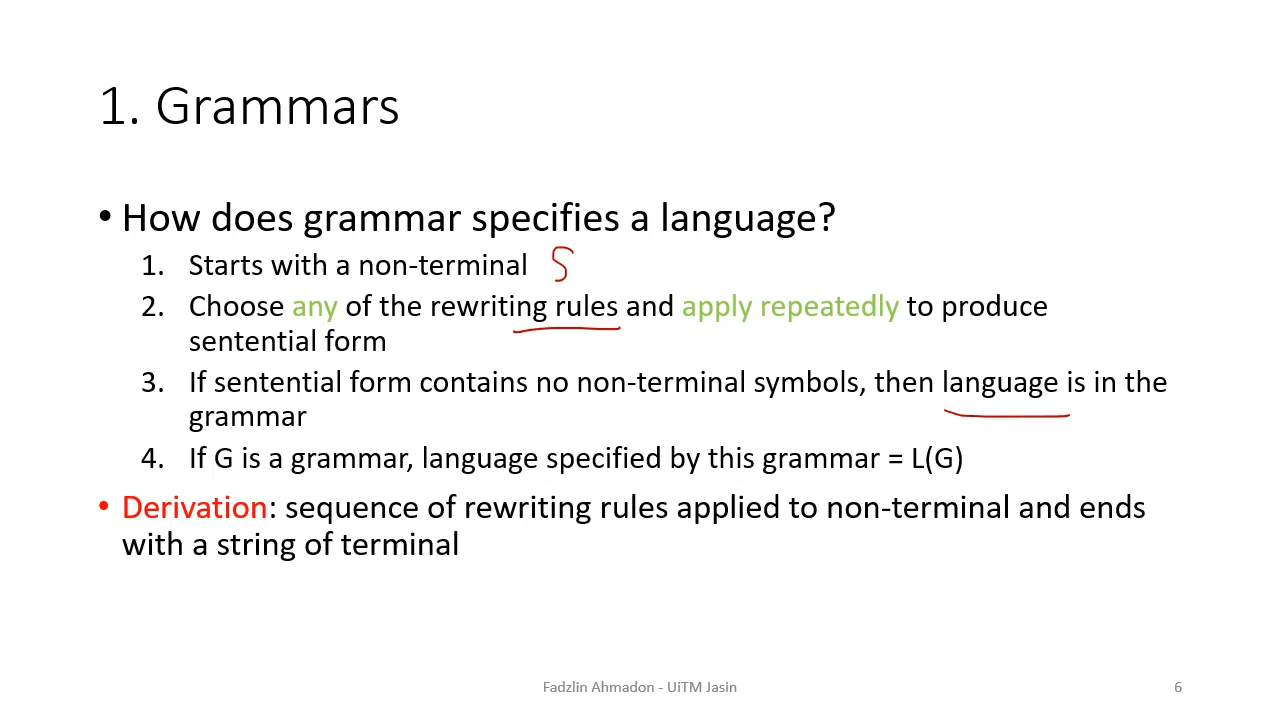 1. Grammars
• How does grammar specifies a language?
1. Starts with a non-terminal S
2. Choose any of the rewriting rules and apply repeatedly to produce
sentential form
3. If sentential form contains no non-terminal symbols, then language is in the
grammar
4. If G is a grammar, language specified by this grammar = L(G)
• Derivation: sequence of rewriting rules applied to non-terminal and ends
with a string of terminal
Fadzlin Ahmadon - UiTM Jasin 6